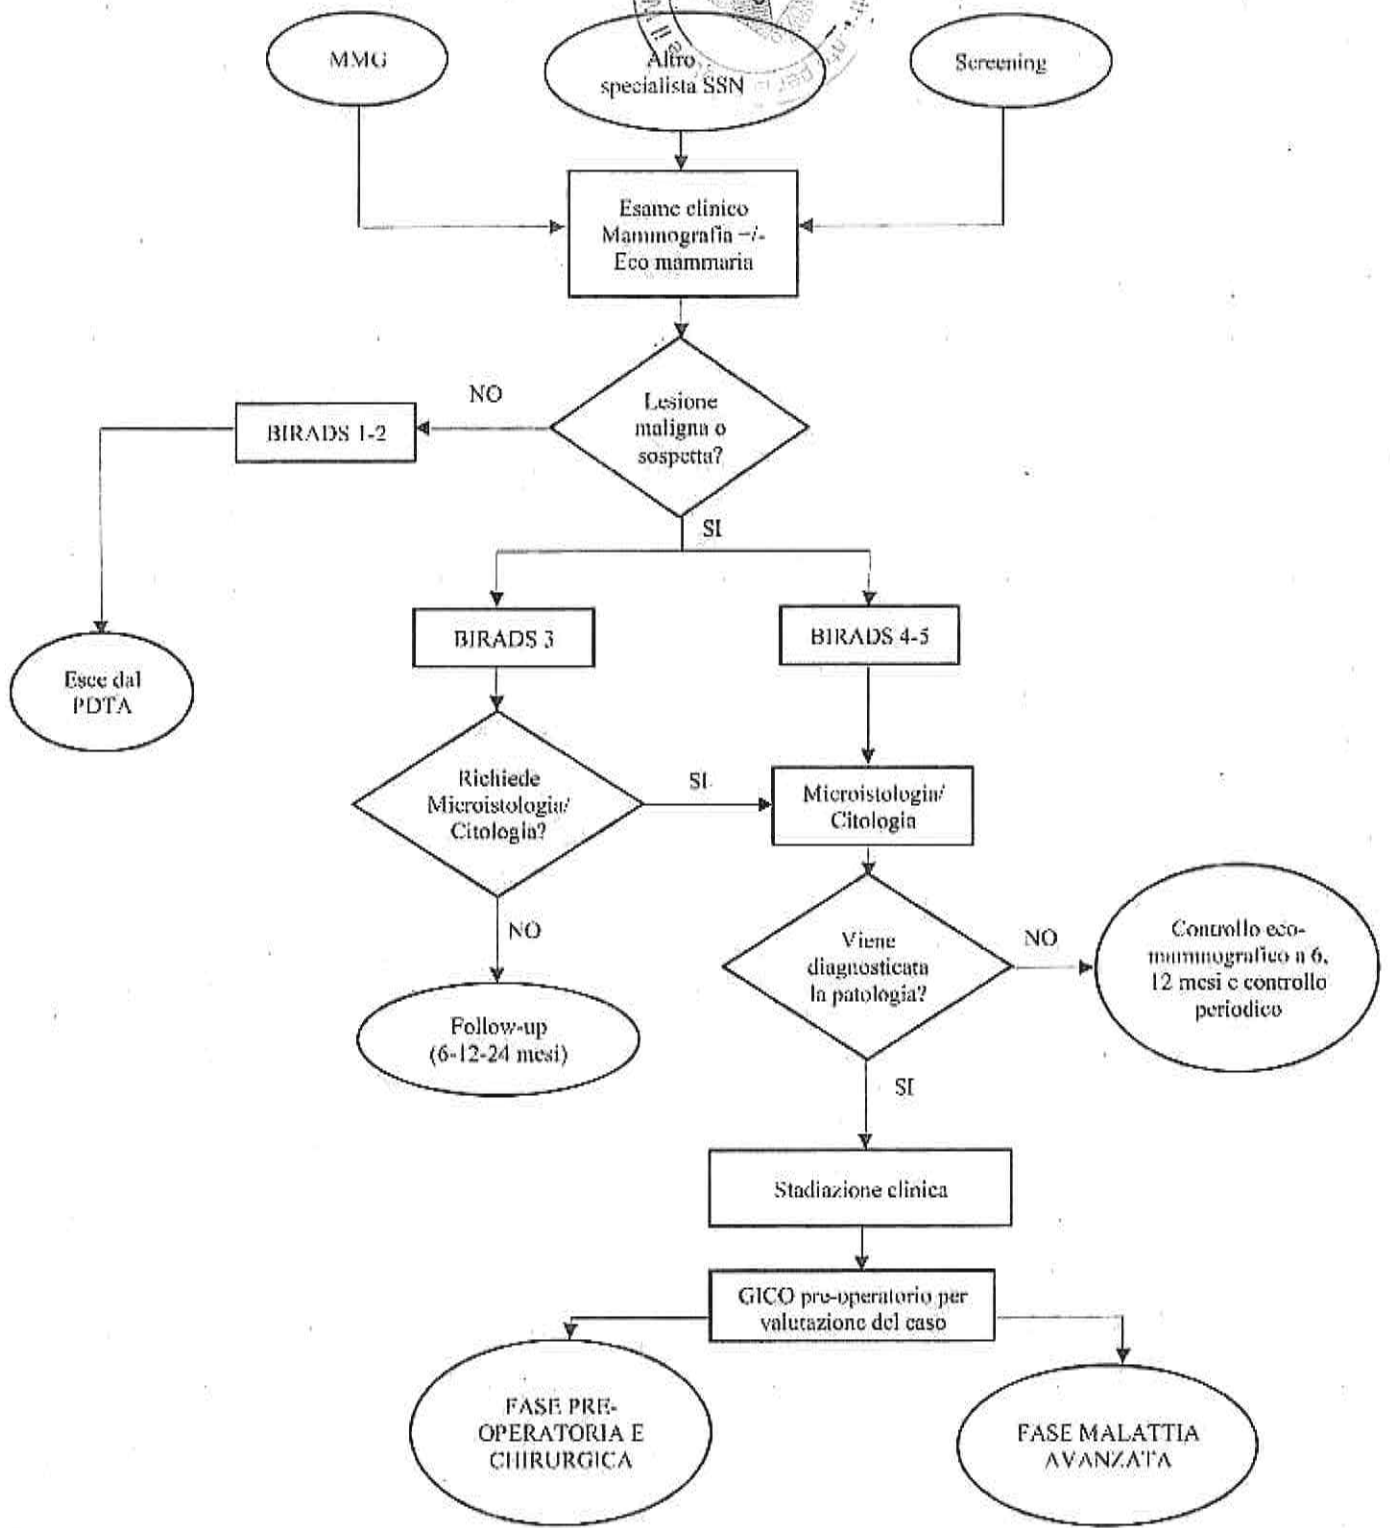 MMG
Altro
specialista SSN
Screening
Esame clinico
Mammografia +/-
Eco mammaria
Lesione
maligna o
sospetta?
NO
BIRADS 1-2
SI
BIRADS 3
BIRADS 4-5
Esce dal
PDTA
Richiede
Microistologia/
Citologia?
SI
Microistologia/
Citologia
NO
Viene
diagnosticata
la patologia?
NO
Controllo eco-
mammografico a 6,
12 mesi e controllo
periodico
Follow-up
(6-12-24 mesi)
SI
Stadiazione clinica
GICO pre-operatorio per
valutazione del caso
FASE PRE-
OPERATORIA E
CHIRURGICA
FASE MALATTIA
AVANZATA